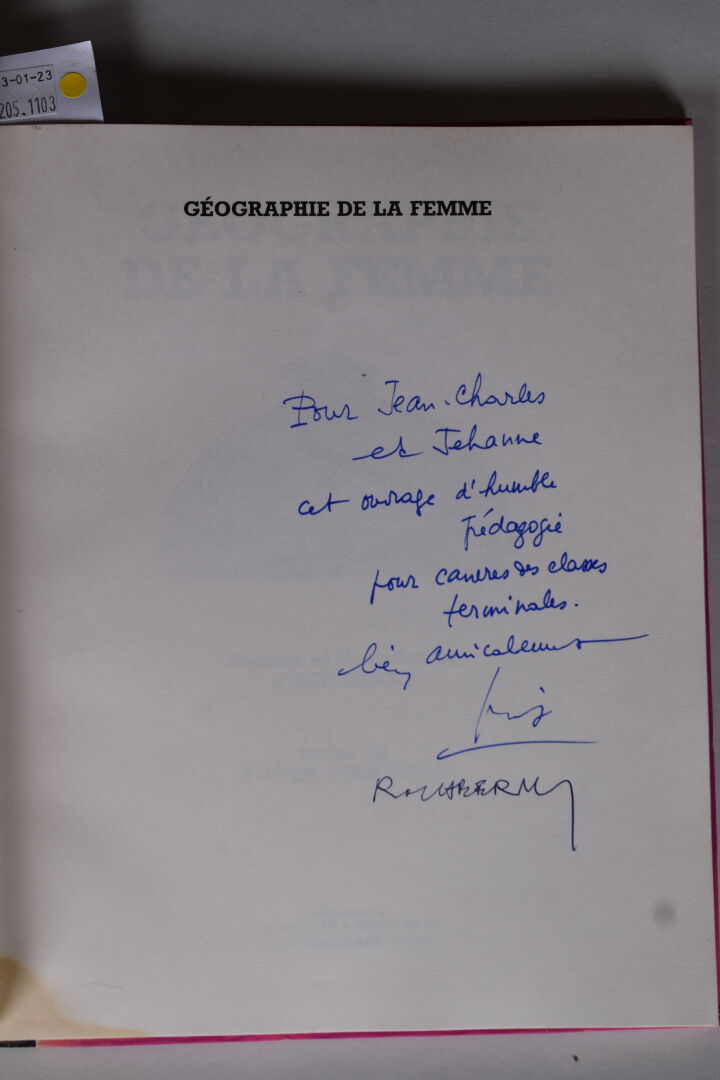 3-01-23
205.1103
GÉOGRAPHIE DE LA FEMME
Pour Jean-Charles
et Jehanne
cet ouvrage d'humble
pédagogie
pour cancres des classes
terminales.
bien amicalement